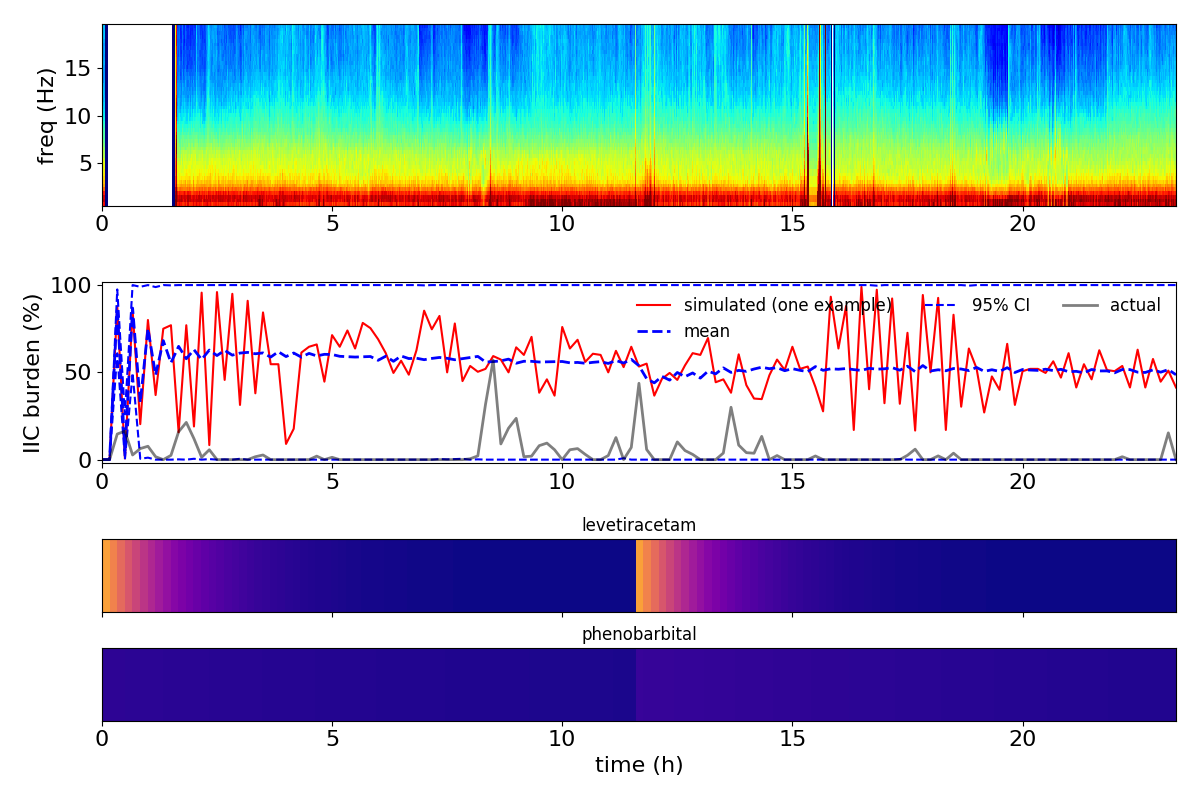 freq (Hz)
15
10
5
0 5 10 15 20
IIC burden (%)
100
50
0
simulated (one example) 95% CI actual
mean
0 5 10 15 20
levetiracetam
phenobarbital
0 5 10 15 20
time (h)